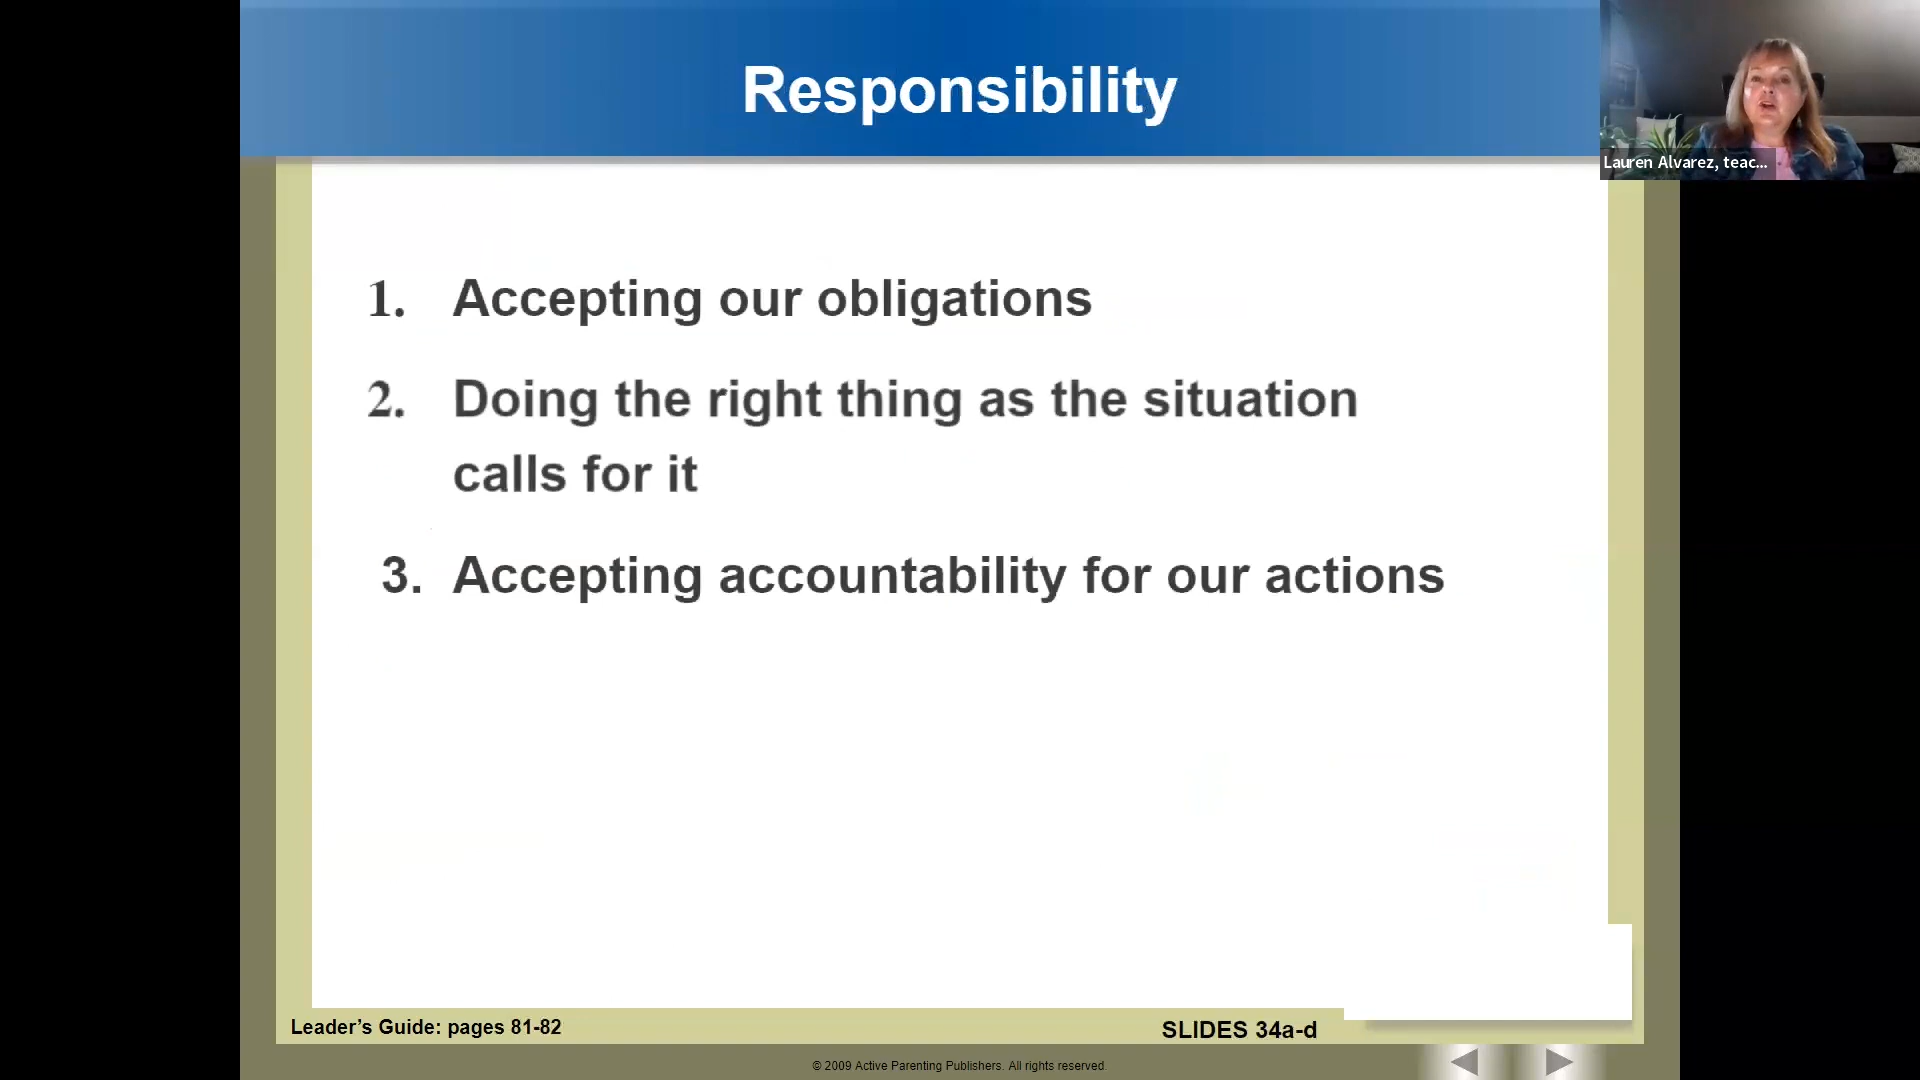 Responsibility
Lauren Alvarez, teac...
1. Accepting our obligations
2. Doing the right thing as the situation
calls for it
3. Accepting accountability for our actions
Leader’s Guide: pages 81-82
SLIDES 34a-d
© 2009 Active Parenting Publishers. All rights reserved.